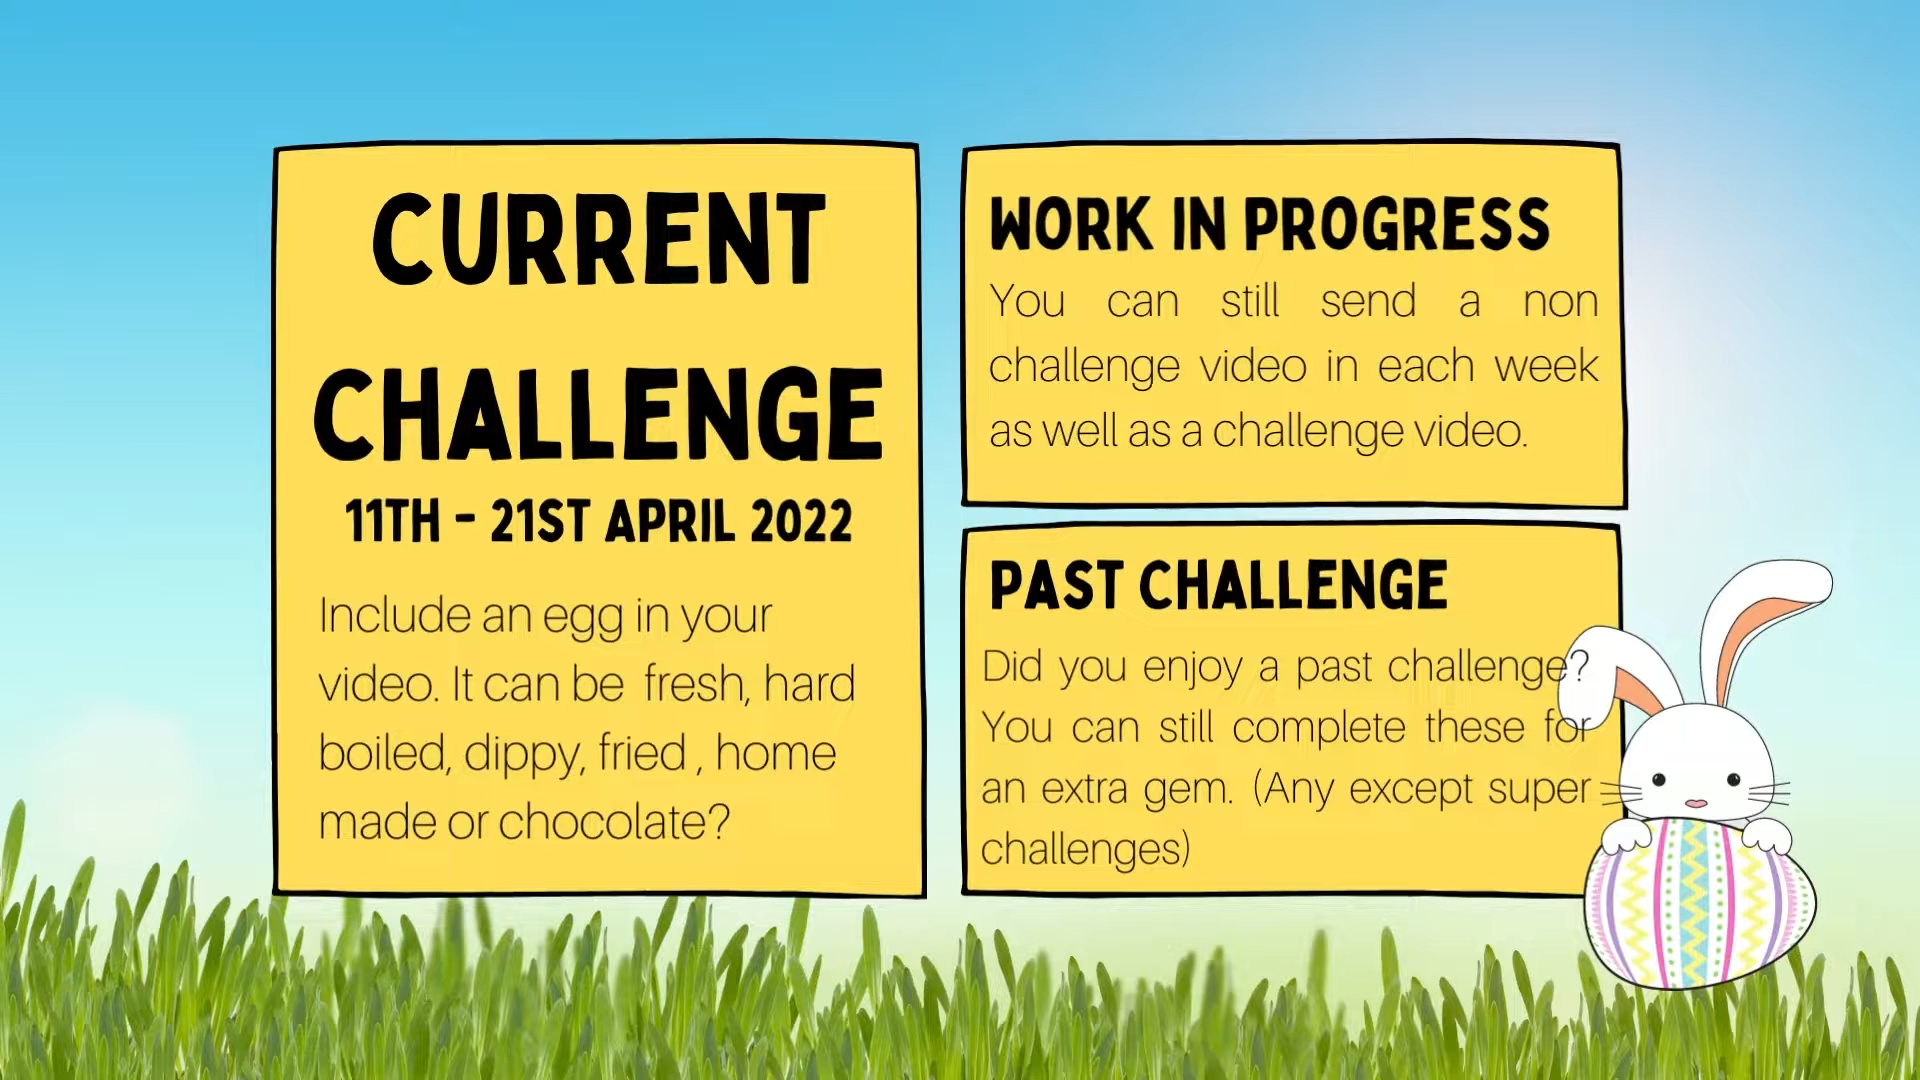 CURRENT
CHALLENGE
11TH - 21ST APRIL 2022
Include an egg in your
video. It can be fresh, hard
boiled, dippy, fried , home
made or chocolate?
WORK IN PROGRESS
You can still send a non
challenge video in each week
as well as a challenge video.
PAST CHALLENGE
Did you enjoy a past challenge?
You can still complete these for
an extra gem. (Any except super
challenges)